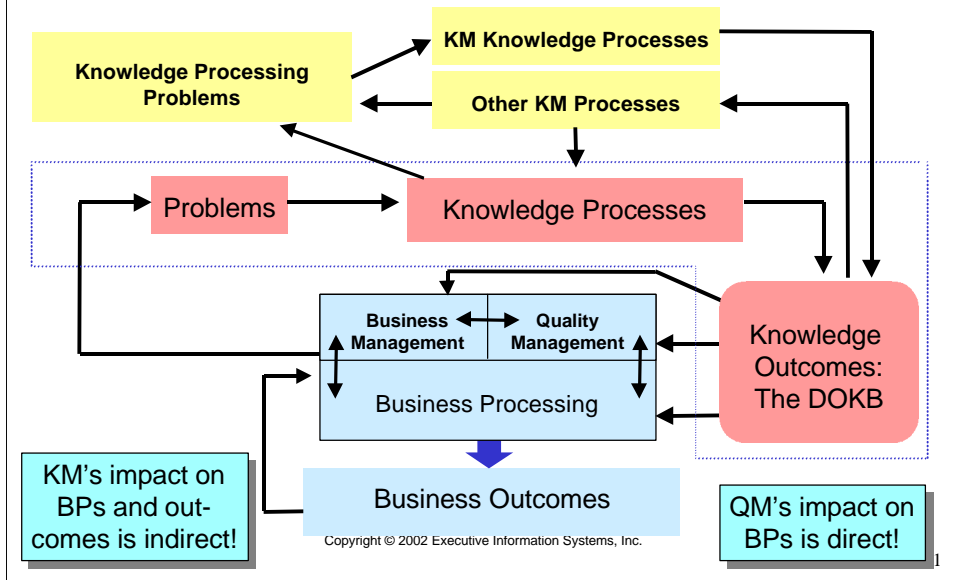 KM Knowledge Processes
Knowledge Processing
Problems
Other KM Processes
Problems
Knowledge Processes
Business
Management
Quality
Management
Knowledge
Outcomes:
The DOKB
Business Processing
KM's impact on
BPs and out-
comes is indirect!
Business Outcomes
QM's impact on
BPs is direct!
Copyright © 2002 Executive Information Systems, Inc.
1